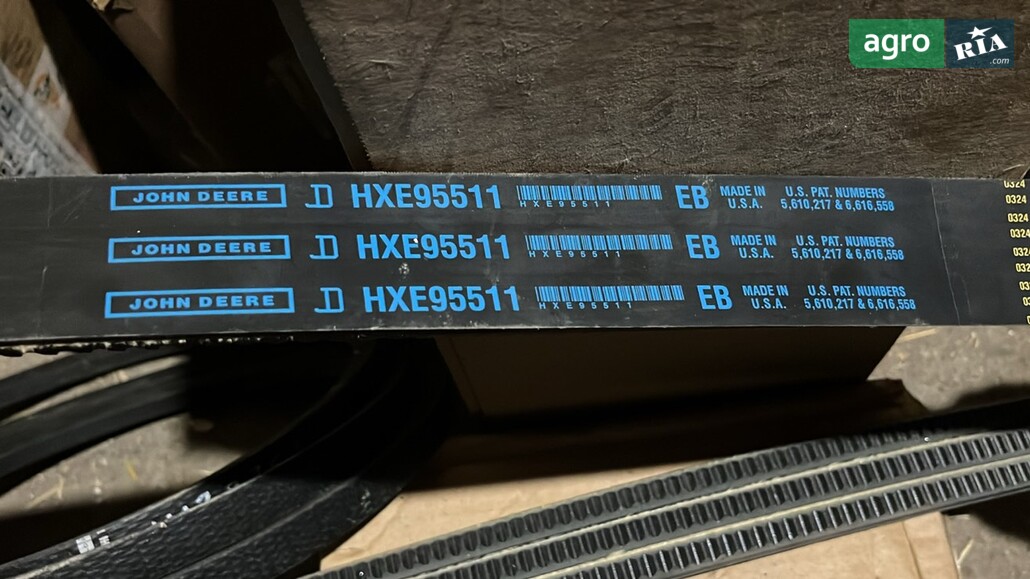 agro RIA
.com
JOHN DEERE HXE95511 EB MADE IN U.S.A. U.S. PAT. NUMBERS 5,610,217 & 6,616,558
HXE95511
0324
0324
JOHN DEERE HXE95511 EB MADE IN U.S.A. U.S. PAT. NUMBERS 5,610,217 & 6,616,558
HXE95511
0324
JOHN DEERE HXE95511 EB MADE IN U.S.A. U.S. PAT. NUMBERS 5,610,217 & 6,616,558
HXE95511